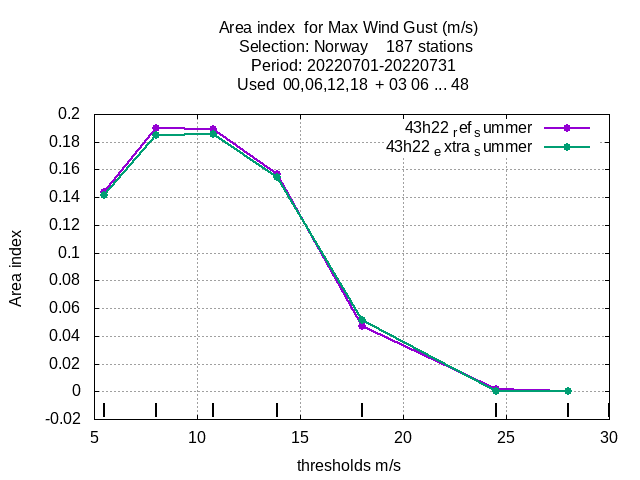 Area index  for Max Wind Gust (m/s)
Selection: Norway    187 stations
Period: 20220701-20220731
Used  00,06,12,18  + 03 06 ... 48
43h22 ref summer
43h22 extra summer
0.2
0.18
0.16
0.14
0.12
0.1
0.08
0.06
0.04
0.02
0
-0.02
Area index
5 10 15 20 25 30
thresholds m/s